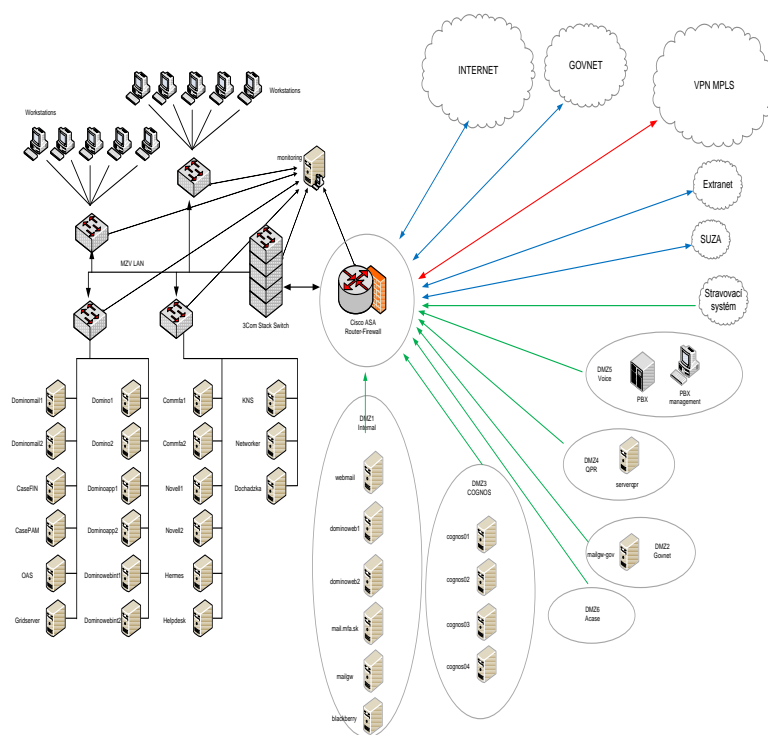 INTERNET
GOVNET
VPN MPLS
Workstations
Workstations
monitoring
Extranet
SUZA
Stravovací
systém
MZV LAN
3Com Stack Switch
Cisco ASA
Router-Firewall
DMZ5
Voice
PBX
PBX
management
Dominomail1
Domino1
Commfa1
KNS
Dominomail2
Domino2
Commfa2
Networker
CaseFIN
Dominoapp1
Novell1
Dochadzka
CasePAM
Dominoapp2
Novell2
OAS
Dominowebint1
Hermes
Gridserver
Dominowebint2
Helpdesk
DMZ1
Internal
webmail
dominoweb1
dominoweb2
mail.mfa.sk
mailgw
blackberry
DMZ3
COGNOS
cognos01
cognos02
cognos03
cognos04
DMZ4
QPR
serverqpr
mailgw-gov
DMZ2
Govnet
DMZ6
Acase